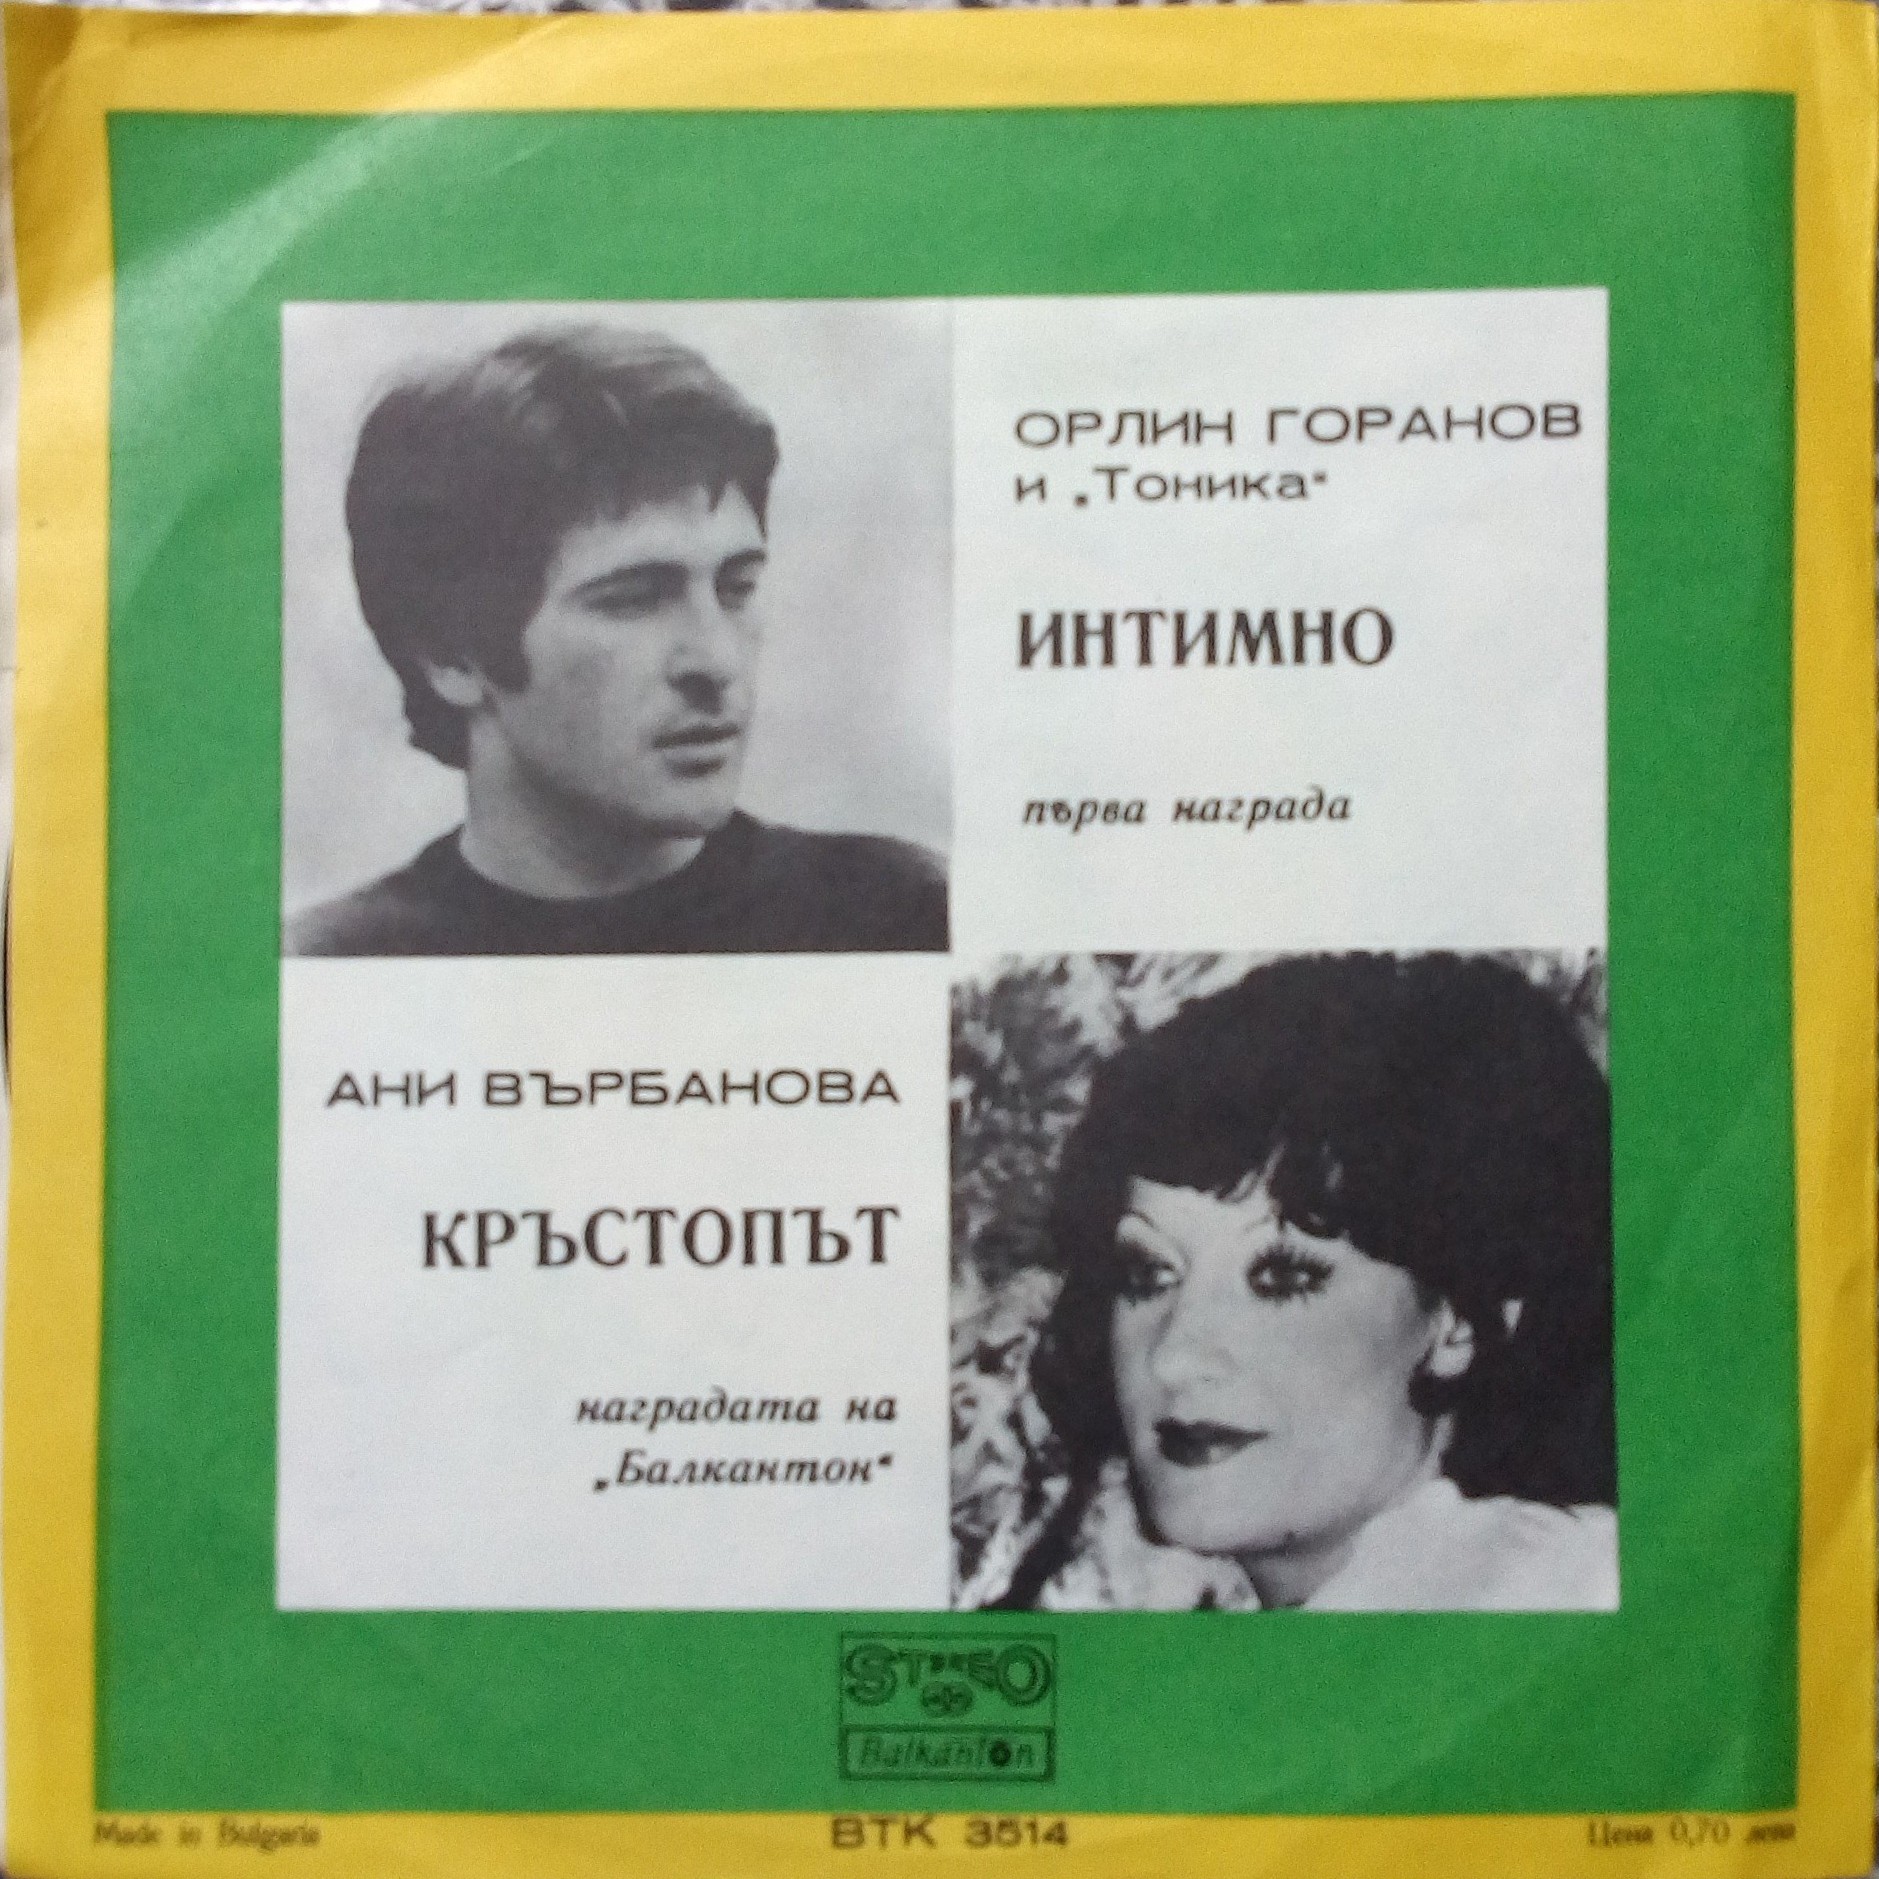 ОРЛИН ГОРАНОВ
и „Тоника“
ИНТИМНО
първа награда
АНИ ВЪРБАНОВА
КРЪСТОПЪТ
наградата на
„Балкантон“
STEREO
Balkanton
Made in Bulgaria
ВТК 3514
Цена 0,70 лева